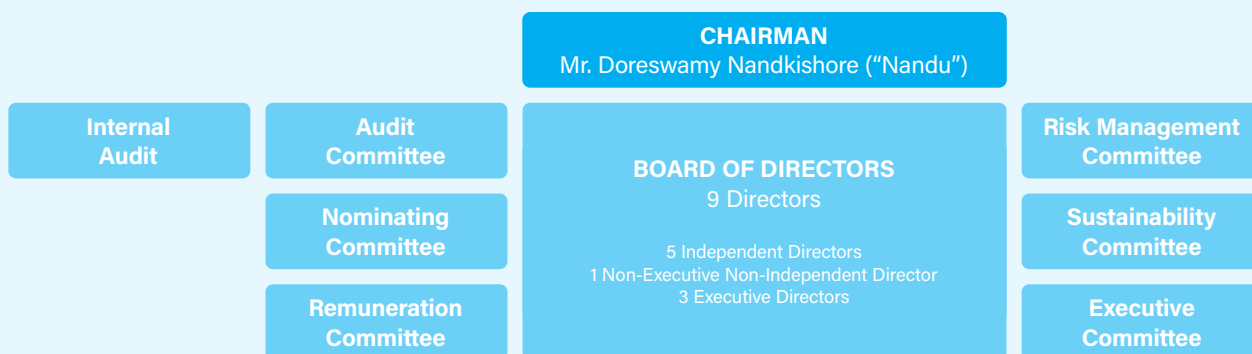 CHAIRMAN
Mr. Doreswamy Nandkishore (“Nandu”)
Internal
Audit
Audit
Committee
Nominating
Committee
Remuneration
Committee
BOARD OF DIRECTORS
9 Directors
5 Independent Directors
1 Non-Executive Non-Independent Director
3 Executive Directors
Risk Management
Committee
Sustainability
Committee
Executive
Committee